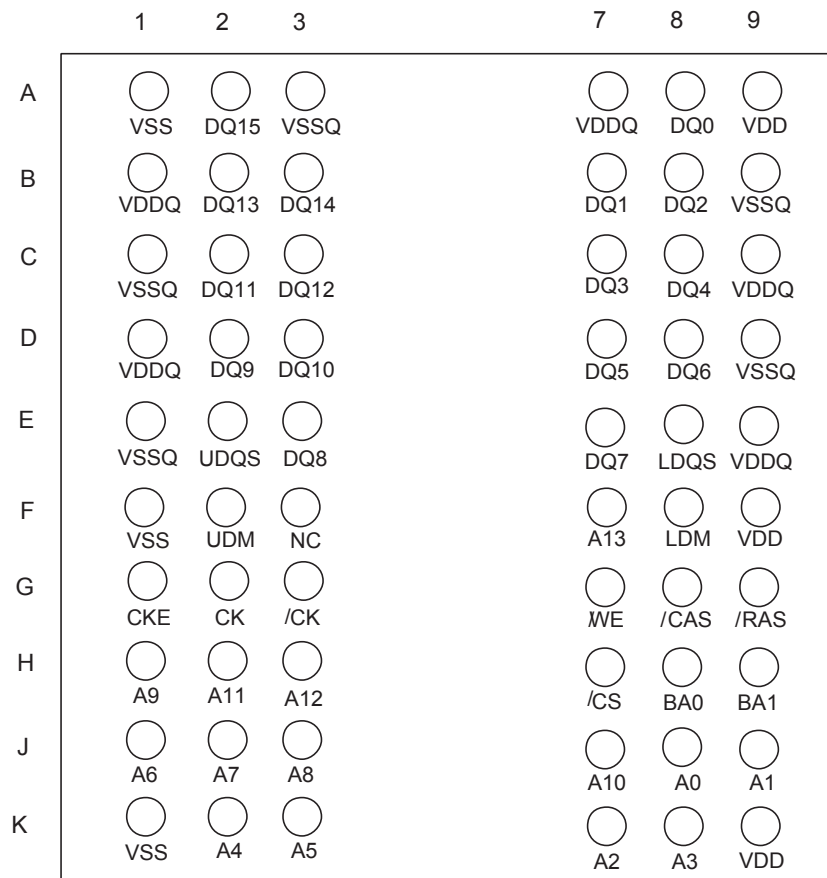 1 2 3 7 8 9
A
VSS DQ15 VSSQ VDDQ DQ0 VDD
B
VDDQ DQ13 DQ14 DQ1 DQ2 VSSQ
C
VSSQ DQ11 DQ12 DQ3 DQ4 VDDQ
D
VDDQ DQ9 DQ10 DQ5 DQ6 VSSQ
E
VSSQ UDQS DQ8 DQ7 LDQS VDDQ
F
VSS UDM NC A13 LDM VDD
G
CKE CK /CK /WE /CAS /RAS
H
A9 A11 A12 /CS BA0 BA1
J
A6 A7 A8 A10 A0 A1
K
VSS A4 A5 A2 A3 VDD